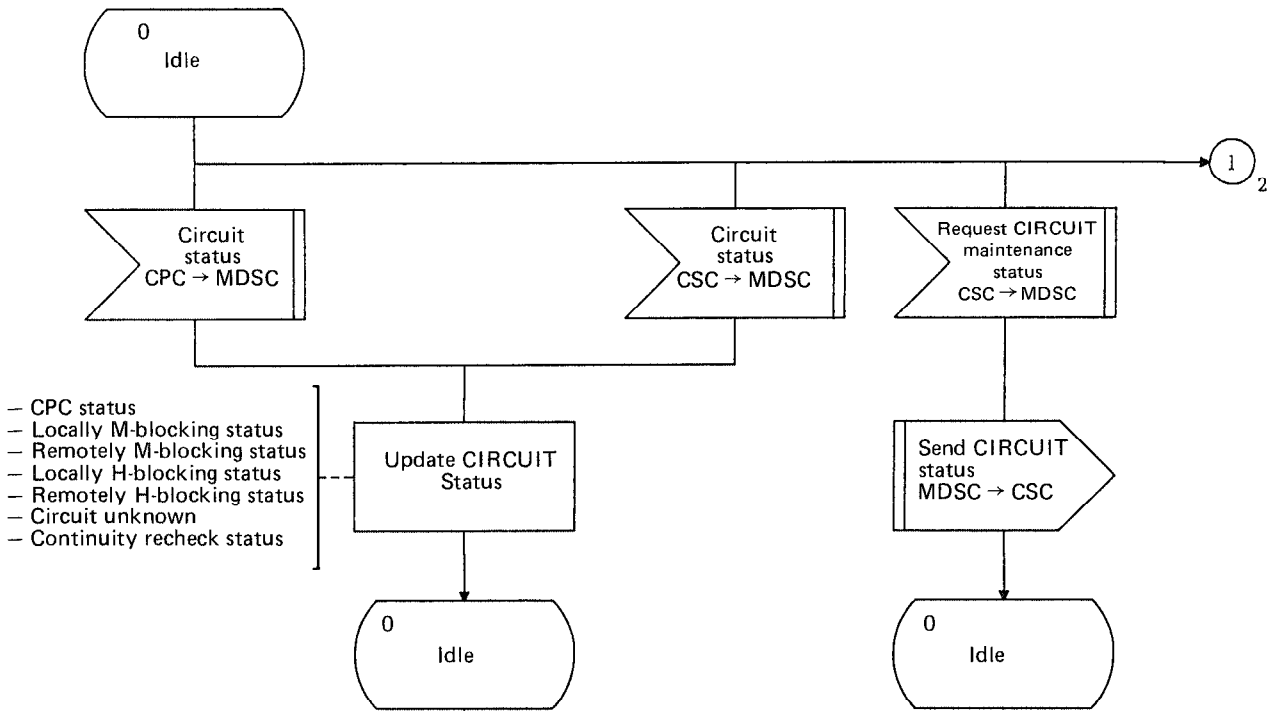 0
Idle
1
2
Circuit
status
CPC → MDSC
Circuit
status
CSC → MDSC
Request CIRCUIT
maintenance
status
CSC → MDSC
— CPC status
— Locally M-blocking status
— Remotely M-blocking status
— Locally H-blocking status
— Remotely H-blocking status
— Circuit unknown
— Continuity recheck status
Update CIRCUIT
Status
Send CIRCUIT
status
MDSC → CSC
0
Idle
0
Idle